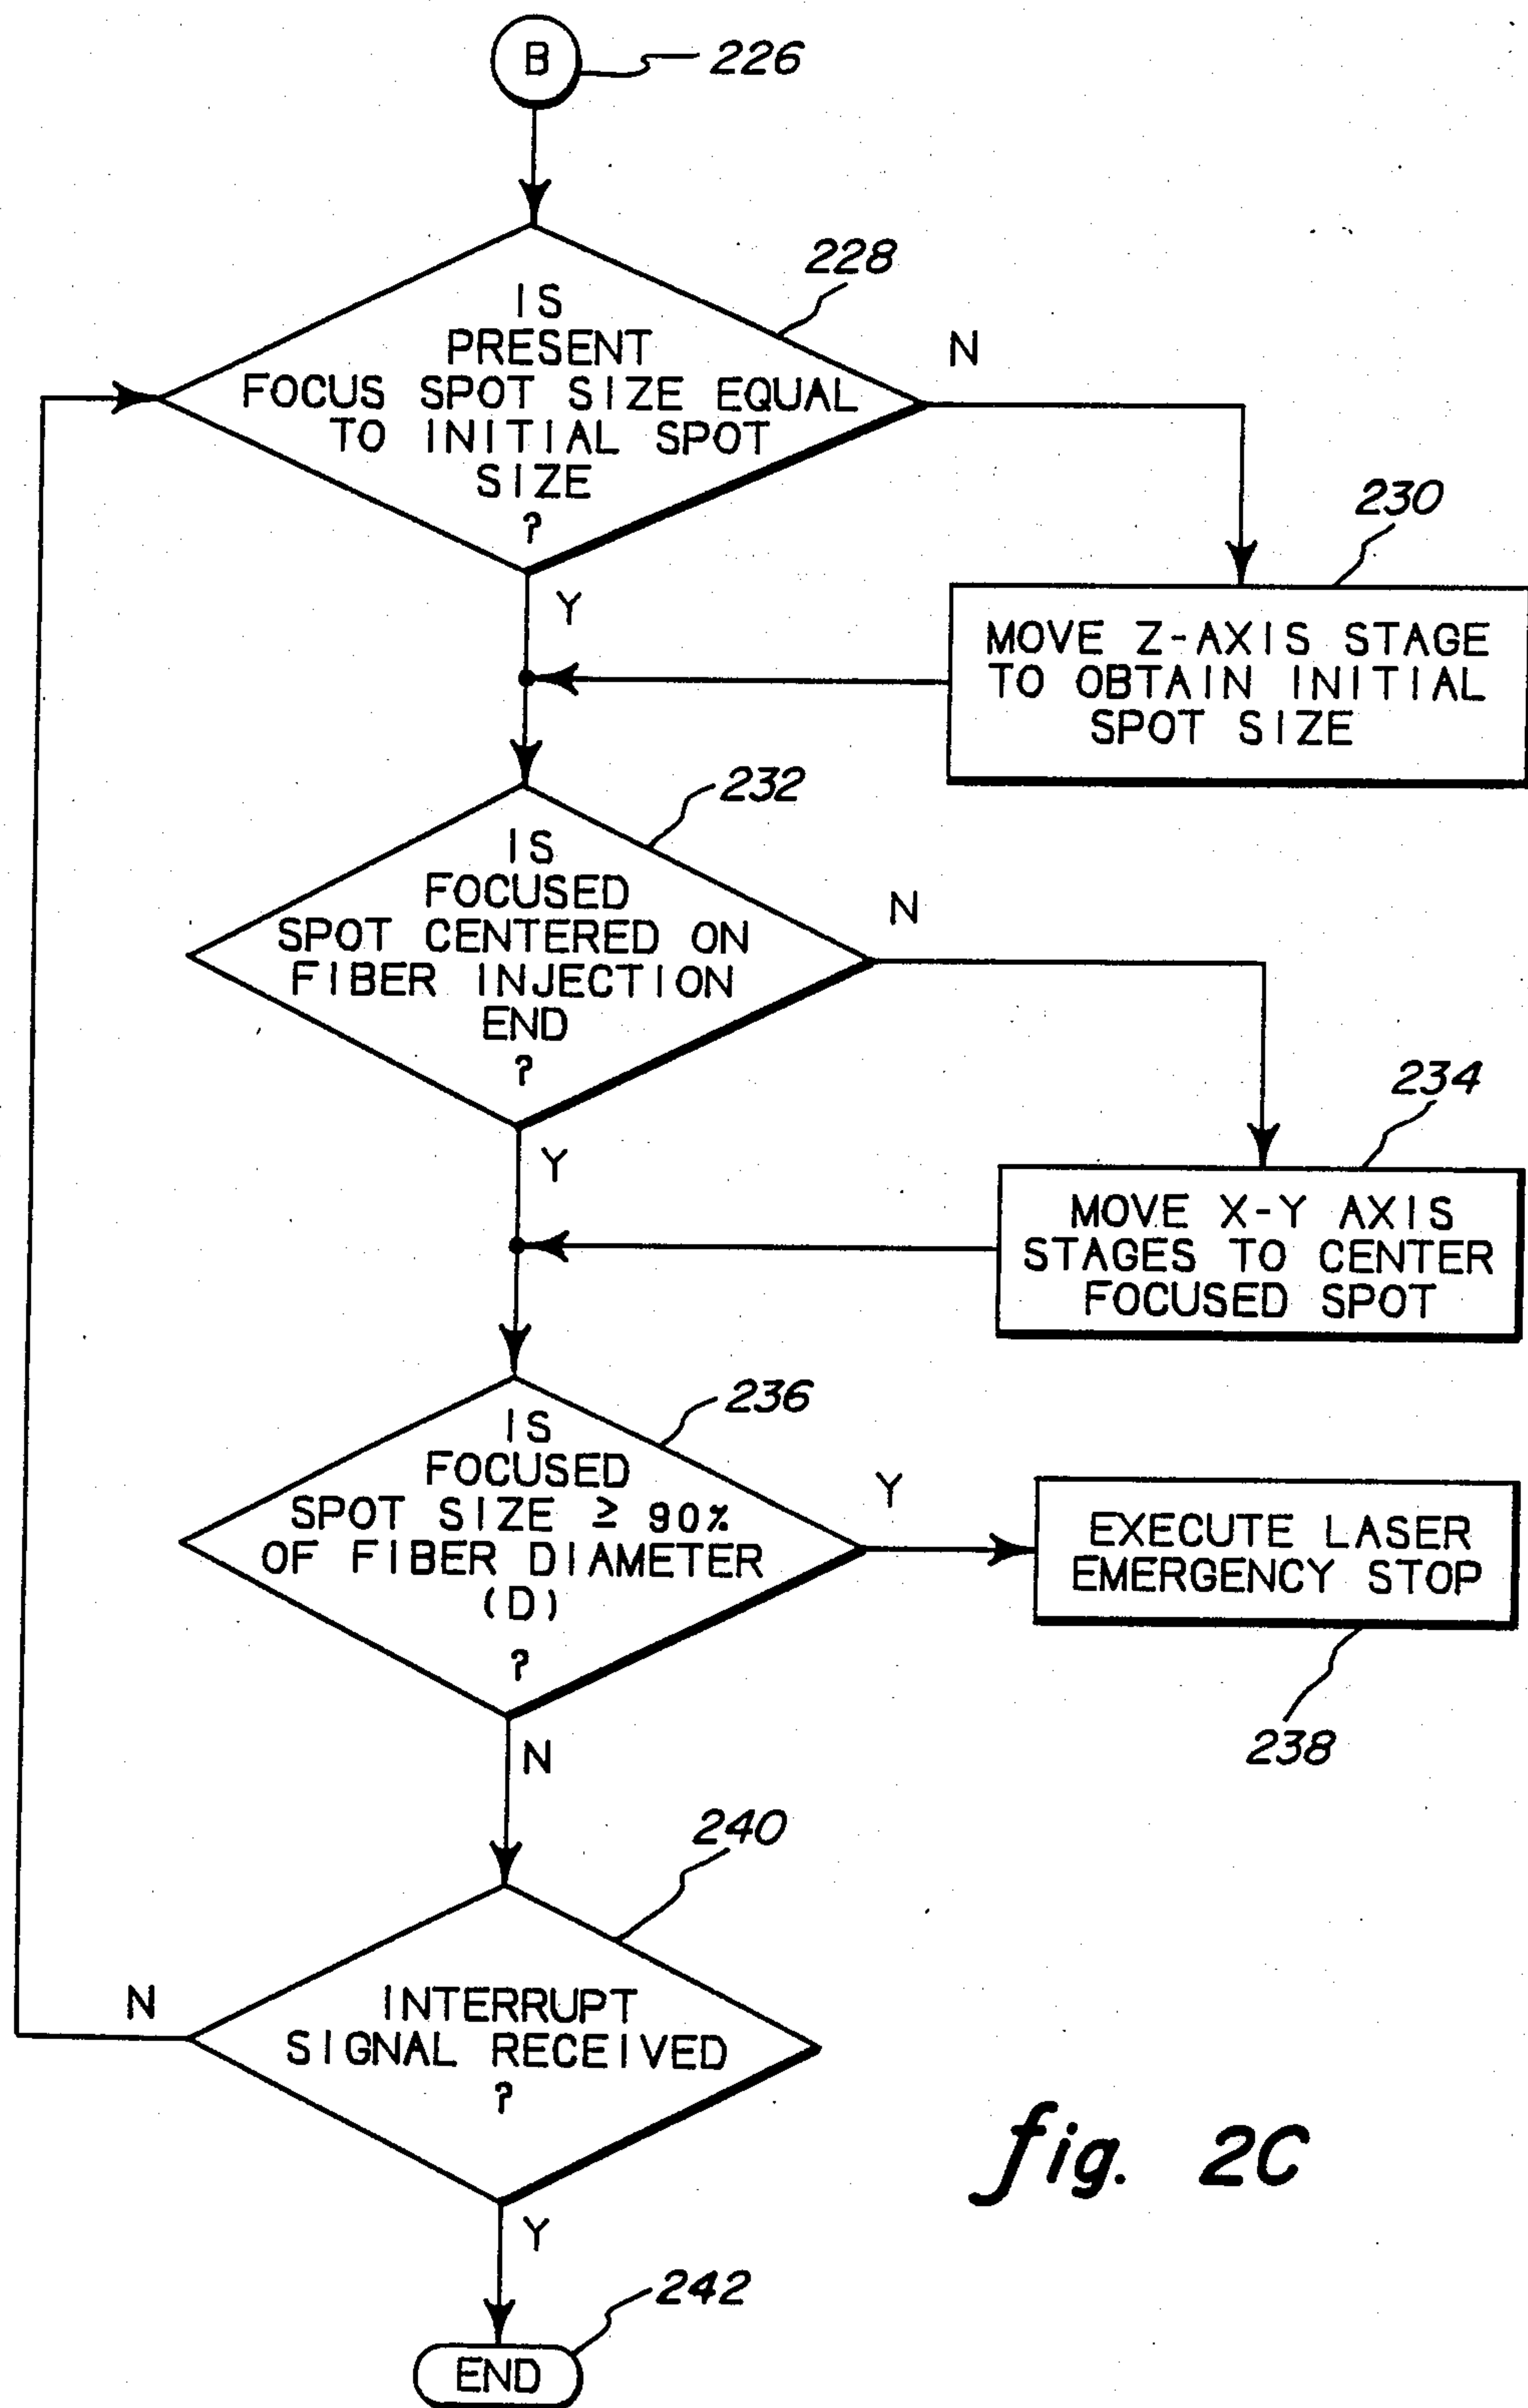 B
226
228
IS
PRESENT
FOCUS SPOT SIZE EQUAL
TO INITIAL SPOT
SIZE
?
N
Y
230
MOVE Z-AXIS STAGE
TO OBTAIN INITIAL
SPOT SIZE
232
IS
FOCUSED
SPOT CENTERED ON
FIBER INJECTION
END
?
N
Y
234
MOVE X-Y AXIS
STAGES TO CENTER
FOCUSED SPOT
236
IS
FOCUSED
SPOT SIZE ≥ 90%
OF FIBER DIAMETER
(D)
?
Y
N
EXECUTE LASER
EMERGENCY STOP
238
240
INTERRUPT
SIGNAL RECEIVED
?
N
Y
242
END
fig. 2C